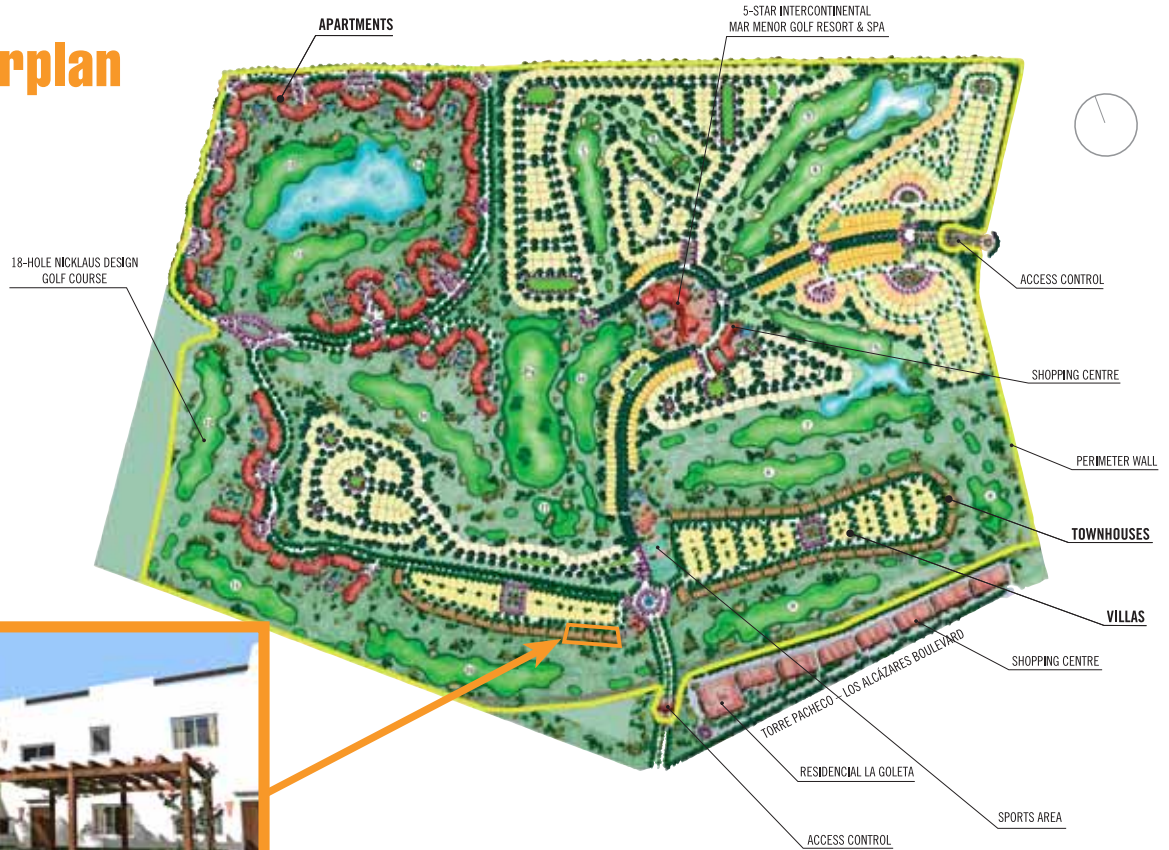 rplan
APARTMENTS
5-STAR INTERCONTINENTAL
MAR MENOR GOLF RESORT & SPA
18-HOLE NICKLAUS DESIGN
GOLF COURSE
ACCESS CONTROL
SHOPPING CENTRE
PERIMETER WALL
TOWNHOUSES
VILLAS
SHOPPING CENTRE
TORRE PACHECO – LOS ALCÁZARES BOULEVARD
RESIDENCIAL LA GOLETA
SPORTS AREA
ACCESS CONTROL